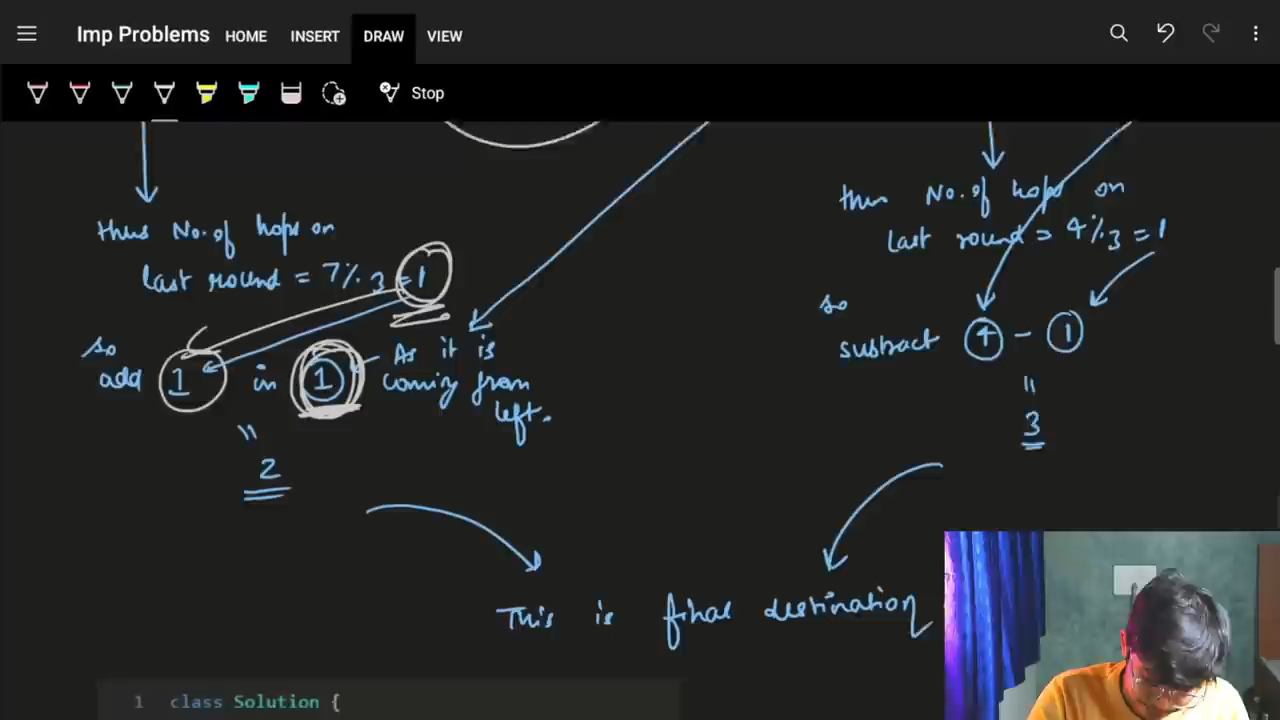 Imp Problems HOME INSERT DRAW VIEW
Stop
thus No. of hops on
last round = 7 % 3 = 1
so
add 1 in 1 As it is
coming from
left.
"
2
thus No. of hops on
last round = 4 % 3 = 1
so
subtract 4 - 1
"
3
This is final destination
1 class Solution {